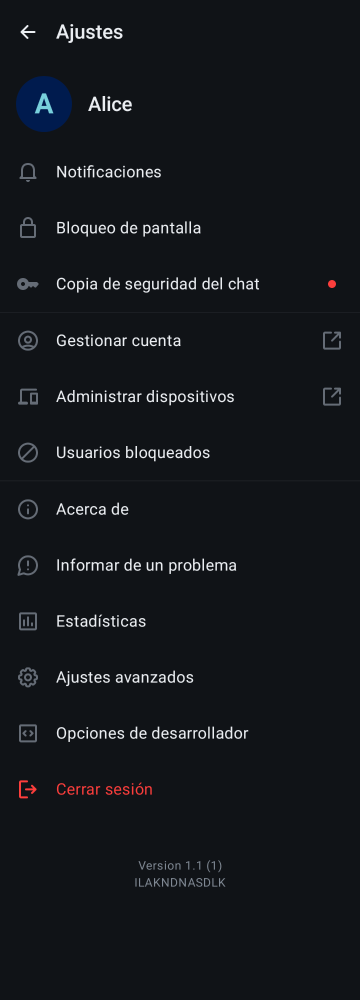 Ajustes
A
Alice
Notificaciones
Bloqueo de pantalla
Copia de seguridad del chat
Gestionar cuenta
Administrar dispositivos
Usuarios bloqueados
Acerca de
Informar de un problema
Estadísticas
Ajustes avanzados
Opciones de desarrollador
Cerrar sesión
Version 1.1 (1)
ILAKNDNASDLK